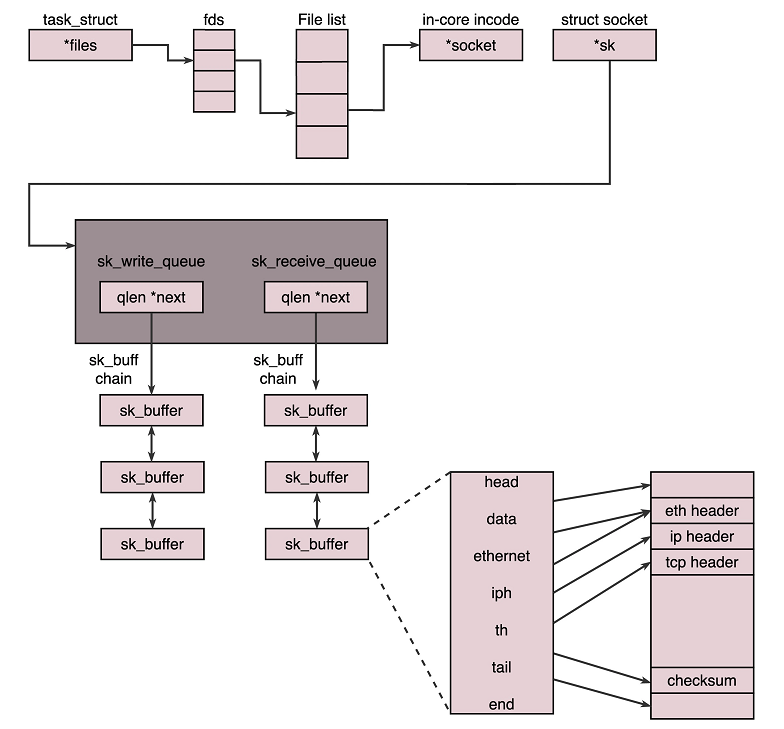 task_struct
fds
File list
in-core incode
struct socket
*files
*socket
*sk
sk_write_queue
sk_receive_queue
qlen *next
qlen *next
sk_buff
chain
sk_buff
chain
sk_buffer
sk_buffer
sk_buffer
sk_buffer
sk_buffer
sk_buffer
head
data
ethernet
iph
th
tail
end
eth header
ip header
tcp header
checksum